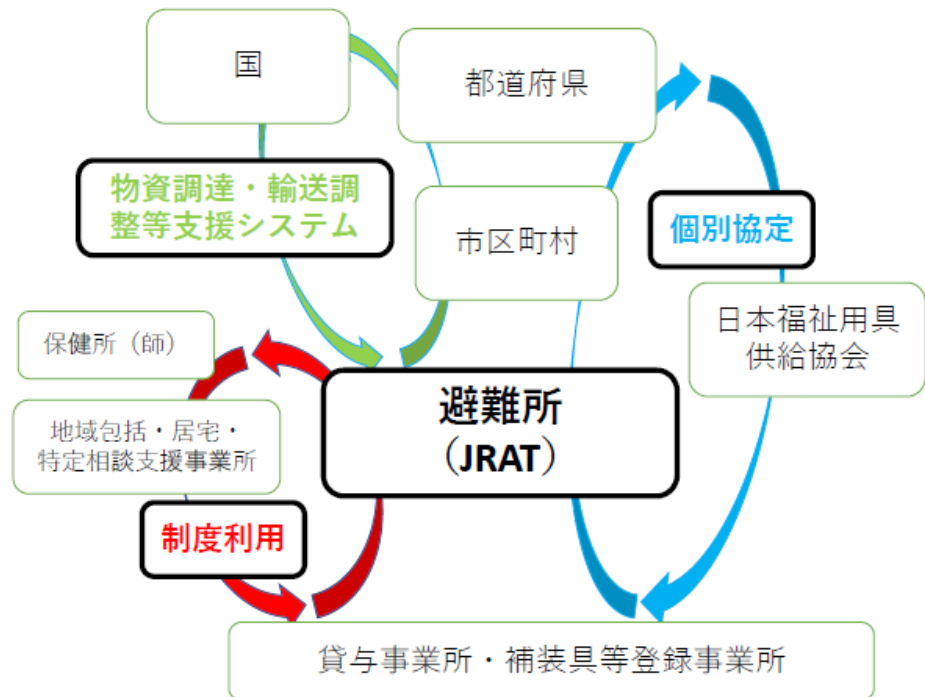 国
都道府県
物資調達・輸送調
整等支援システム
市区町村
個別協定
日本福祉用具
供給協会
保健所（師）
地域包括・居宅・
特定相談支援事業所
避難所
（JRAT）
制度利用
貸与事業所・補装具等登録事業所